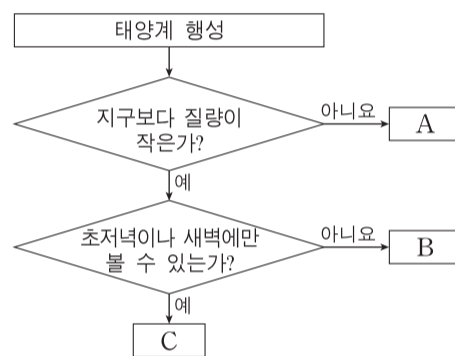 태양계 행성
지구보다 질량이
작은가?
아니요
A
예
초저녁이나 새벽에만
볼 수 있는가?
아니요
B
예
C